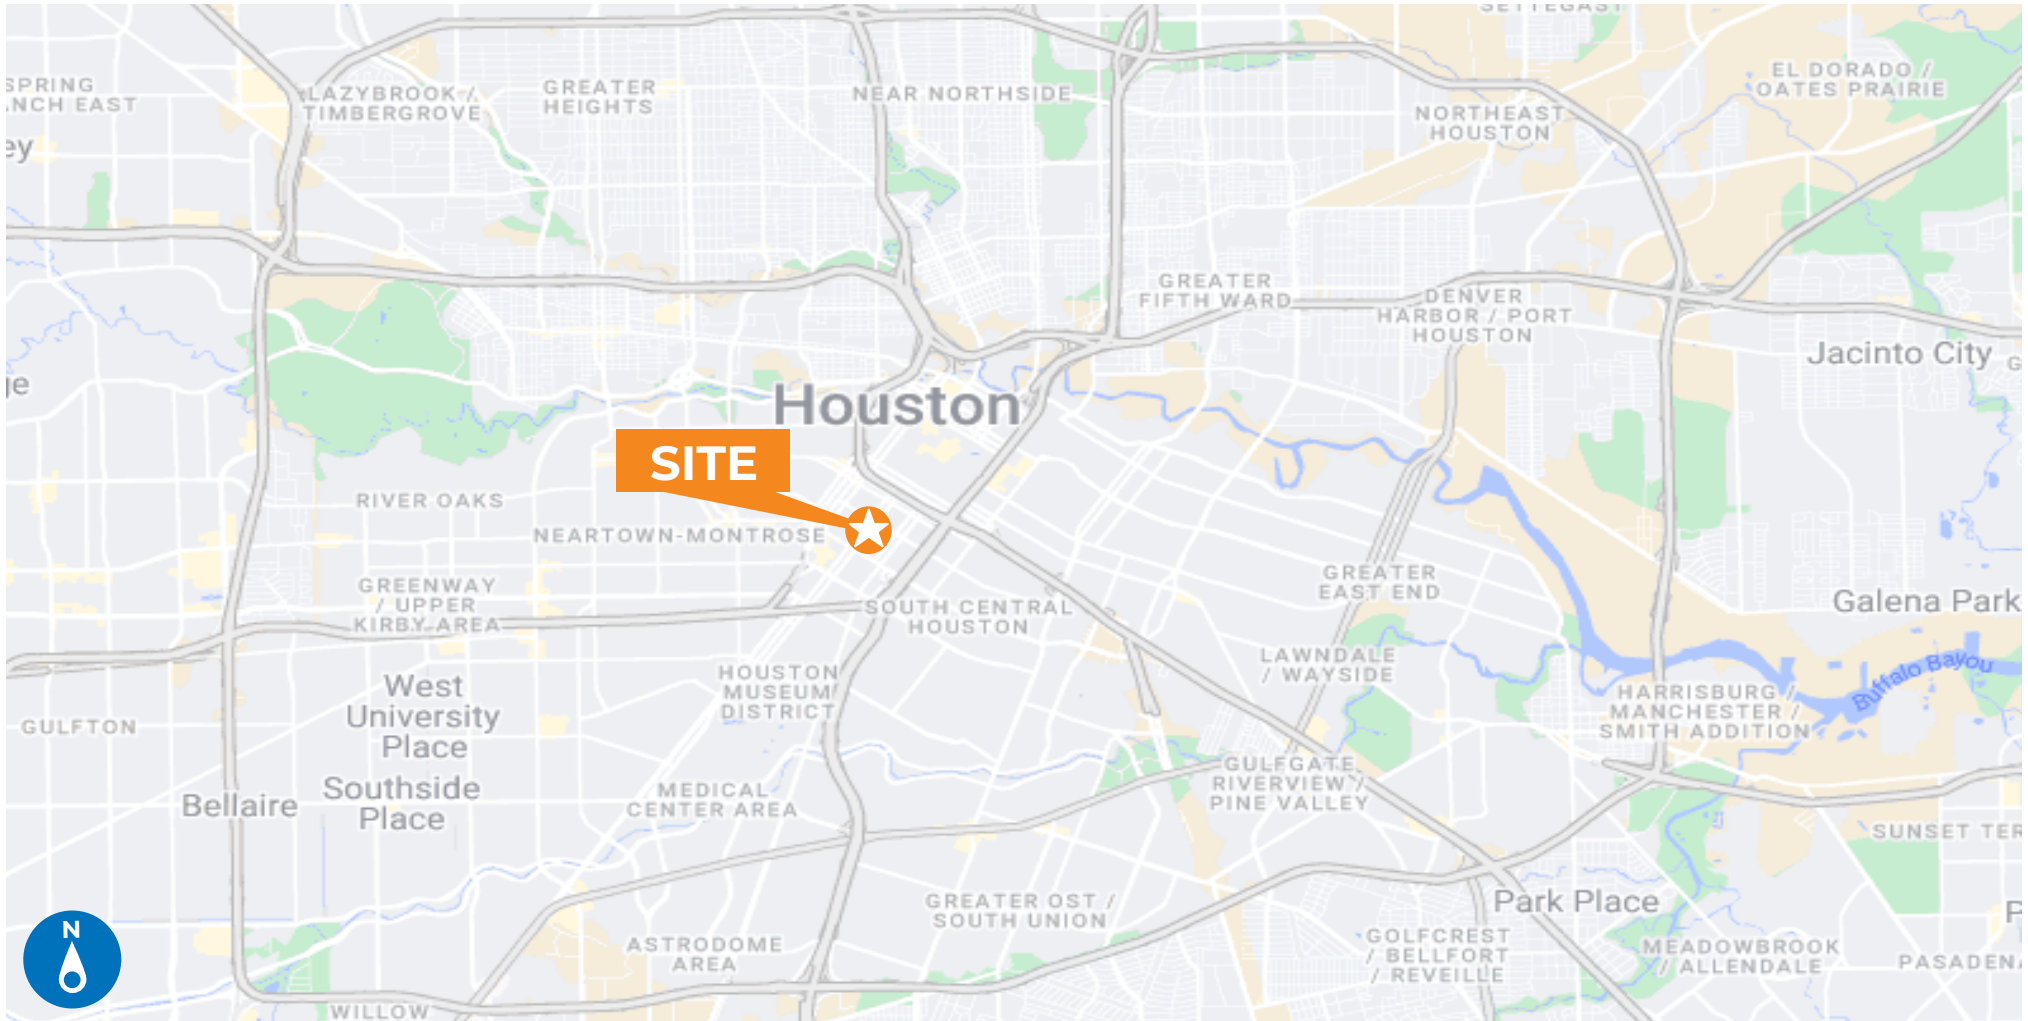 SETTEGAST
SPRING
EL DORADO /
OATES PRAIRIE
LAZYBROOK /
TIMBERGROVE
GREATER
HEIGHTS
NEAR NORTHSIDE
NORTHEAST
HOUSTON
ANCH EAST
ey
GREATER
FIFTH WARD
DENVER
HARBOR / PORT
HOUSTON
Jacinto City
G
ge
Houston
SITE
RIVER OAKS
NEARTOWN-MONTROSE
GREENWAY
/ UPPER
KIRBY AREA
SOUTH CENTRAL
HOUSTON
GREATER
EAST END
Galena Park
LAWNDALE
/ WAYSIDE
Buffalo Bayou
HOUSTON
MUSEUM
DISTRICT
West
University
Place
GULFTON
HARRISBURG /
MANCHESTER /
SMITH ADDITION
Southside
Place
Bellaire
MEDICAL
CENTER AREA
GULFGATE
RIVERVIEW /
PINE VALLEY
SUNSET TER
GREATER OST /
SOUTH UNION
Park Place
P
N
ASTRODOME
AREA
GOLFCREST
/ BELLFORT
/ REVEILLE
MEADOWBROOK
/ ALLENDALE
PASADENA
WILLOW